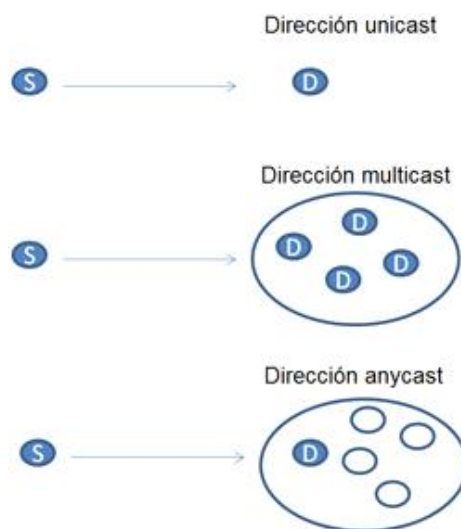 Dirección unicast
S D
Dirección multicast
D
D
S
D
D
Dirección anycast
S D